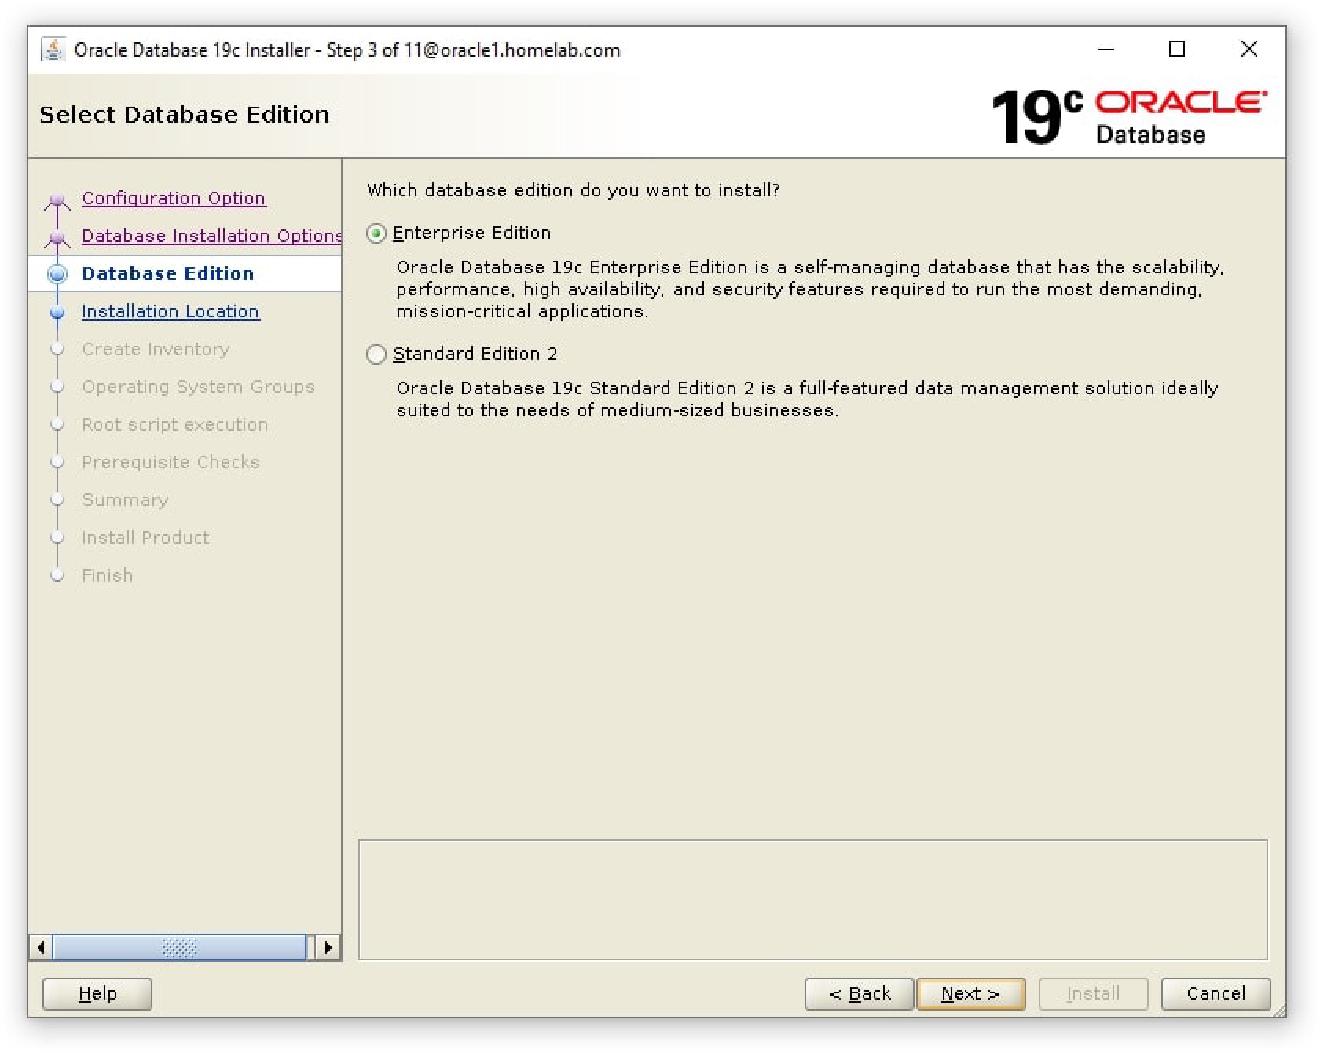 Oracle Database 19c Installer - Step 3 of 11@oracle1.homelab.com
Select Database Edition
19c ORACLE
Database
Configuration Option
Database Installation Options
Database Edition
Installation Location
Create Inventory
Operating System Groups
Root script execution
Prerequisite Checks
Summary
Install Product
Finish
Which database edition do you want to install?
Enterprise Edition
Oracle Database 19c Enterprise Edition is a self-managing database that has the scalability,
performance, high availability, and security features required to run the most demanding,
mission-critical applications.
Standard Edition 2
Oracle Database 19c Standard Edition 2 is a full-featured data management solution ideally
suited to the needs of medium-sized businesses.
Help
< Back
Next >
Install
Cancel